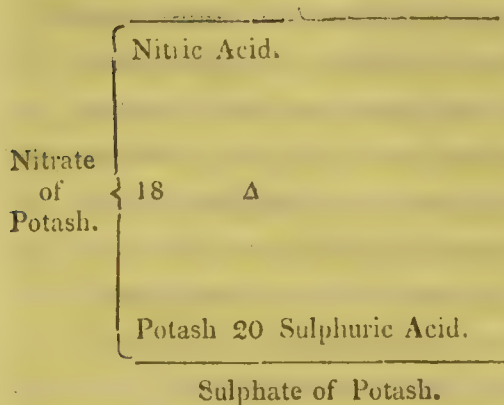 Nitric Acid.
Nitrate
of
Potash.
18 Δ
Potash 20 Sulphuric Acid.
Sulphate of Potash.